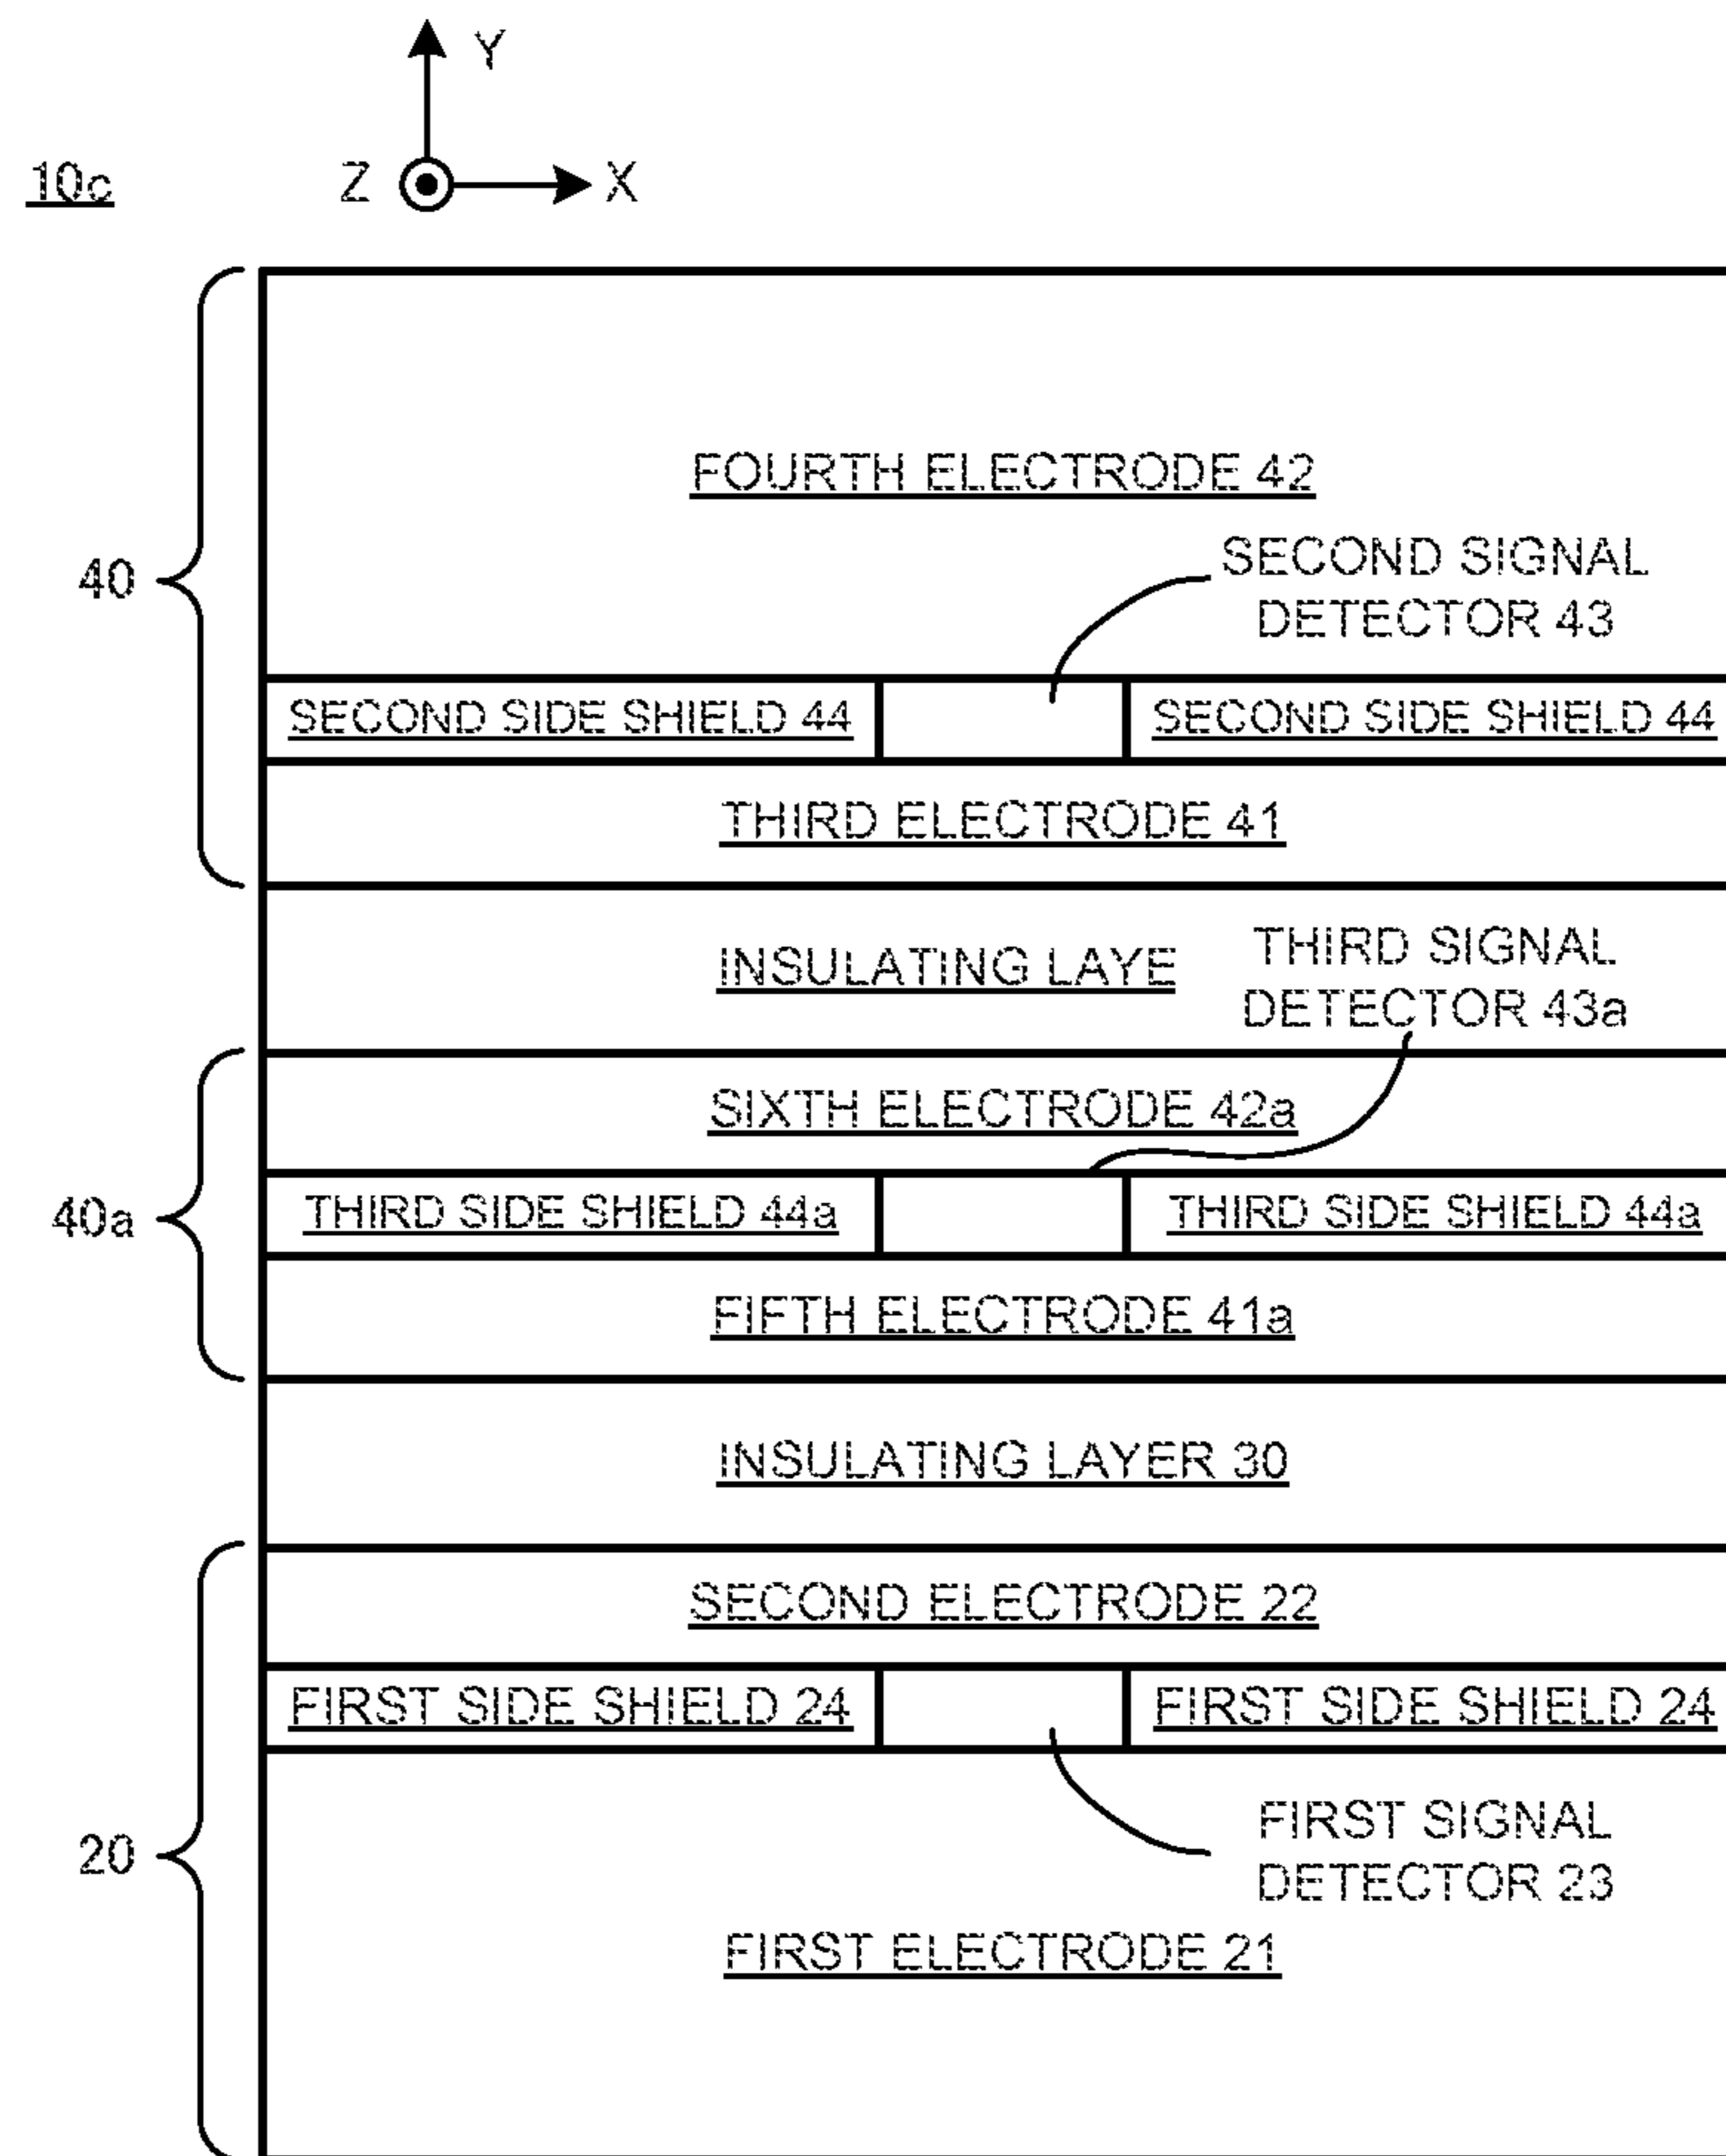 Y
10c
Z
X
FOURTH ELECTRODE 42
SECOND SIGNAL
DETECTOR 43
40
SECOND SIDE SHIELD 44
SECOND SIDE SHIELD 44
THIRD ELECTRODE 41
INSULATING LAYE
THIRD SIGNAL
DETECTOR 43a
SIXTH ELECTRODE 42a
40a
THIRD SIDE SHIELD 44a
THIRD SIDE SHIELD 44a
FIFTH ELECTRODE 41a
INSULATING LAYER 30
SECOND ELECTRODE 22
FIRST SIDE SHIELD 24
FIRST SIDE SHIELD 24
20
FIRST SIGNAL
DETECTOR 23
FIRST ELECTRODE 21